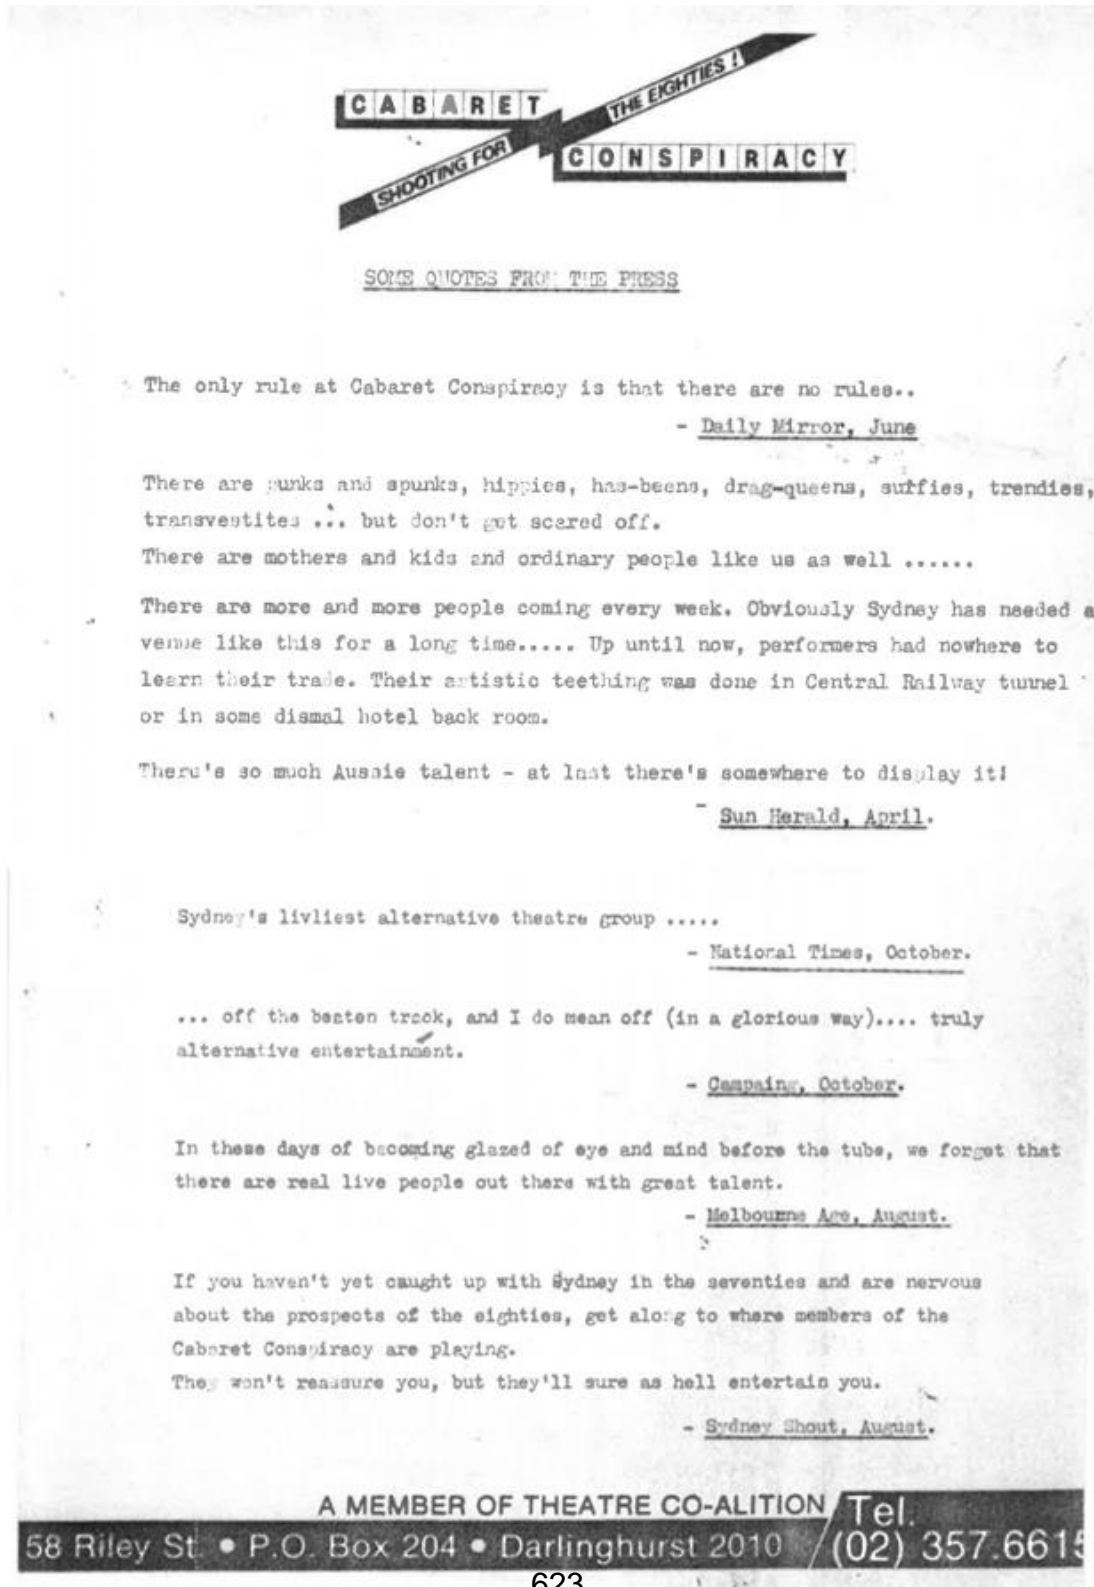 CABARET
THE EIGHTIES !
SHOOTING FOR
CONSPIRACY
SOME QUOTES FROM THE PRESS
The only rule at Cabaret Conspiracy is that there are no rules..
- Daily Mirror, June
There are punks and spunks, hippies, has-beens, drag-queens, surfies, trendies,
transvestites ... but don't get scared off.
There are mothers and kids and ordinary people like us as well ......
There are more and more people coming every week. Obviously Sydney has needed a
venue like this for a long time..... Up until now, performers had nowhere to
learn their trade. Their artistic teething was done in Central Railway tunnel
or in some dismal hotel back room.
There's so much Aussie talent - at last there's somewhere to display it!
- Sun Herald, April.
Sydney's livliest alternative theatre group .....
- National Times, October.
... off the beaten track, and I do mean off (in a glorious way).... truly
alternative entertainment.
- Campaing, October.
In these days of becoming glazed of eye and mind before the tube, we forget that
there are real live people out there with great talent.
- Melbourne Age, August.
If you haven't yet caught up with Sydney in the seventies and are nervous
about the prospects of the eighties, get along to where members of the
Cabaret Conspiracy are playing.
They won't reassure you, but they'll sure as hell entertain you.
- Sydney Shout, August.
A MEMBER OF THEATRE CO-ALITION
58 Riley St. • P.O. Box 204 • Darlinghurst 2010
Tel.
(02) 357.6615
623